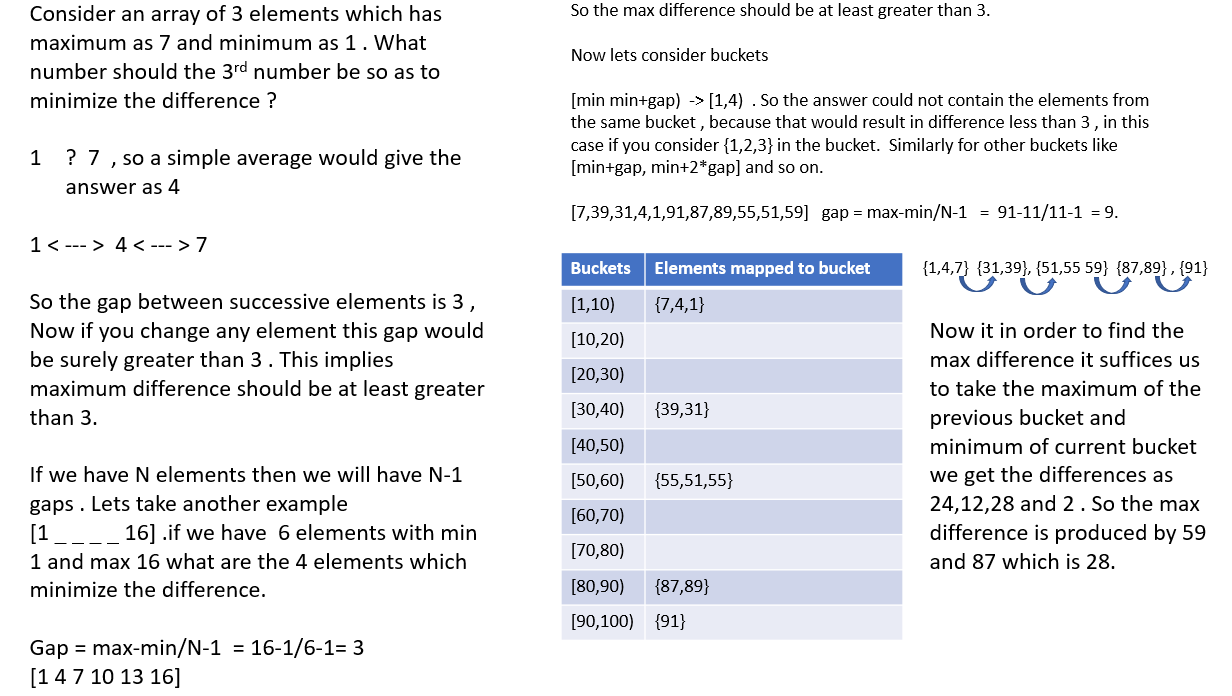 Consider an array of 3 elements which has
maximum as 7 and minimum as 1 . What
number should the 3rd number be so as to
minimize the difference ?
1 ? 7 , so a simple average would give the
answer as 4
1 < --- > 4 < --- > 7
So the gap between successive elements is 3 ,
Now if you change any element this gap would
be surely greater than 3 . This implies
maximum difference should be at least greater
than 3.
If we have N elements then we will have N-1
gaps . Lets take another example
[1 _ _ _ _ 16] .if we have 6 elements with min
1 and max 16 what are the 4 elements which
minimize the difference.
Gap = max-min/N-1 = 16-1/6-1= 3
[1 4 7 10 13 16]
So the max difference should be at least greater than 3.
Now lets consider buckets
[min min+gap) -> [1,4) . So the answer could not contain the elements from
the same bucket , because that would result in difference less than 3 , in this
case if you consider {1,2,3} in the bucket. Similarly for other buckets like
[min+gap, min+2*gap] and so on.
[7,39,31,4,1,91,87,89,55,51,59] gap = max-min/N-1 = 91-11/11-1 = 9.
Buckets Elements mapped to bucket
[1,10) {7,4,1}
[10,20)
[20,30)
[30,40) {39,31}
[40,50)
[50,60) {55,51,55}
[60,70)
[70,80)
[80,90) {87,89}
[90,100) {91}
{1,4,7} {31,39}, {51,55 59} {87,89} , {91}
Now it in order to find the
max difference it suffices us
to take the maximum of the
previous bucket and
minimum of current bucket
we get the differences as
24,12,28 and 2 . So the max
difference is produced by 59
and 87 which is 28.